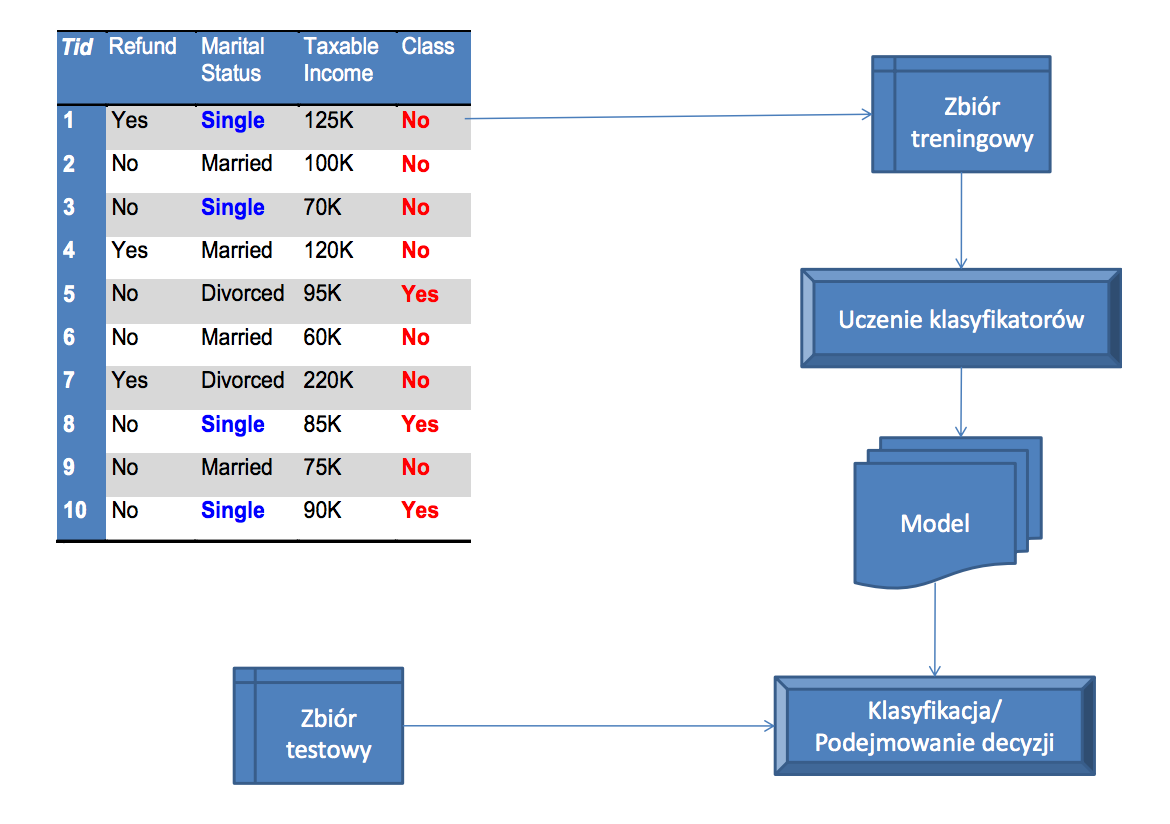 Tid Refund Marital Status Taxable Income Class
1 Yes Single 125K No
2 No Married 100K No
3 No Single 70K No
4 Yes Married 120K No
5 No Divorced 95K Yes
6 No Married 60K No
7 Yes Divorced 220K No
8 No Single 85K Yes
9 No Married 75K No
10 No Single 90K Yes
Zbiór
treningowy
Uczenie klasyfikatorów
Model
Zbiór
testowy
Klasyfikacja/
Podejmowanie decyzji